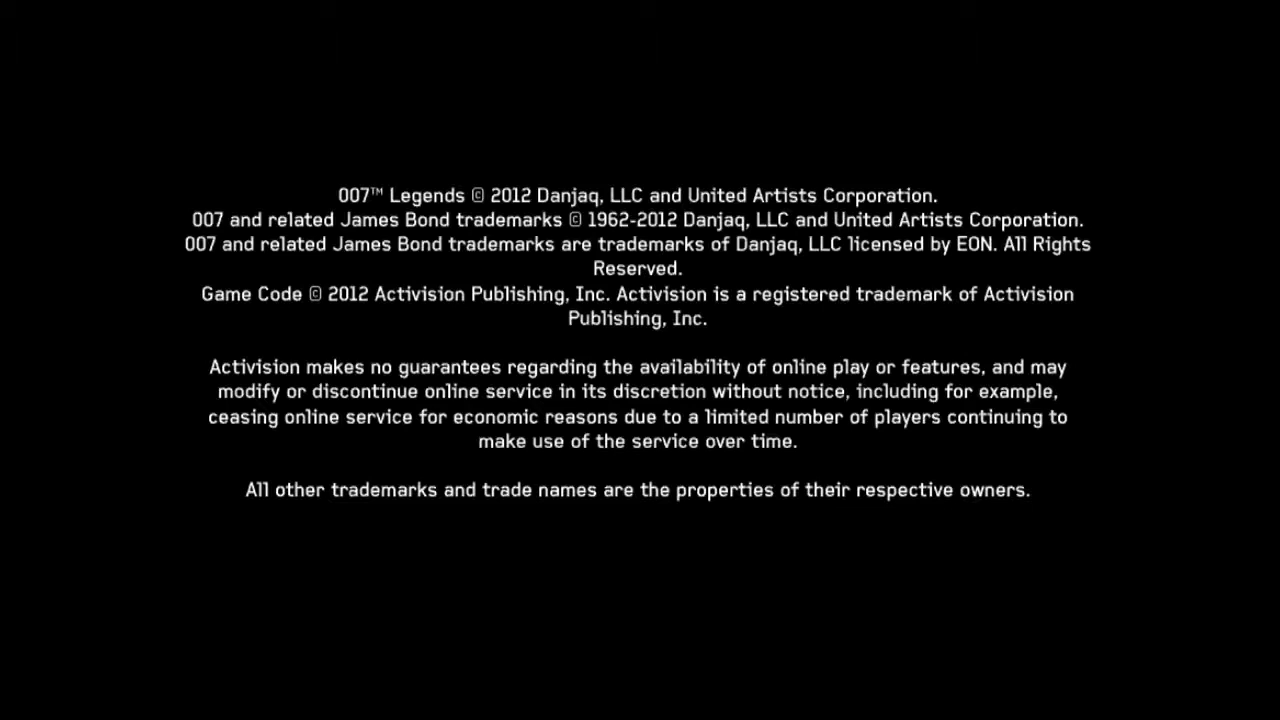 007™ Legends © 2012 Danjaq, LLC and United Artists Corporation.
007 and related James Bond trademarks © 1962-2012 Danjaq, LLC and United Artists Corporation.
007 and related James Bond trademarks are trademarks of Danjaq, LLC licensed by EON. All Rights
Reserved.
Game Code © 2012 Activision Publishing, Inc. Activision is a registered trademark of Activision
Publishing, Inc.
Activision makes no guarantees regarding the availability of online play or features, and may
modify or discontinue online service in its discretion without notice, including for example,
ceasing online service for economic reasons due to a limited number of players continuing to
make use of the service over time.
All other trademarks and trade names are the properties of their respective owners.